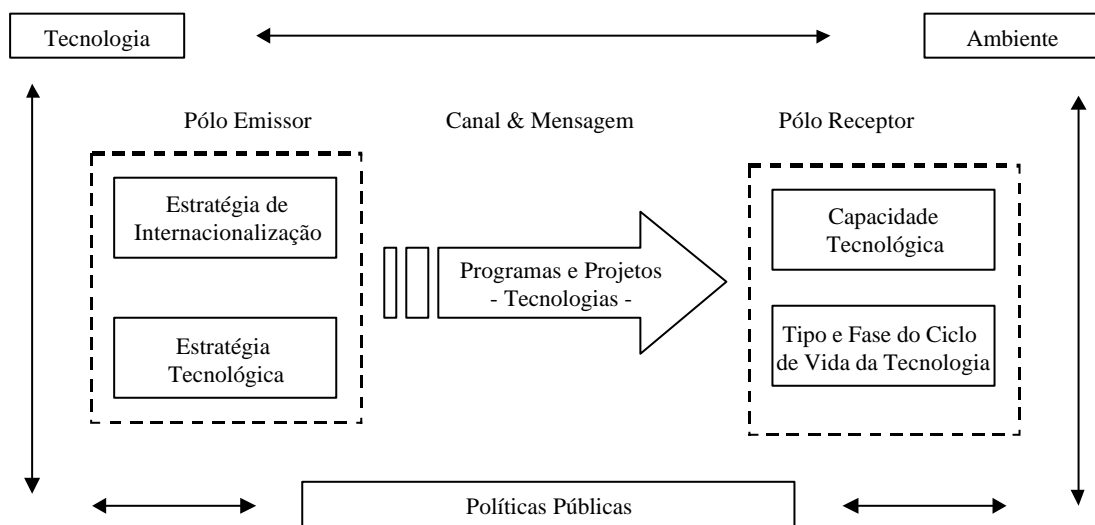 Tecnologia
Ambiente
Pólo Emissor
Canal & Mensagem
Pólo Receptor
Estratégia de
Internacionalização
Estratégia
Tecnológica
Programas e Projetos
- Tecnologias -
Capacidade
Tecnológica
Tipo e Fase do Ciclo
de Vida da Tecnologia
Políticas Públicas